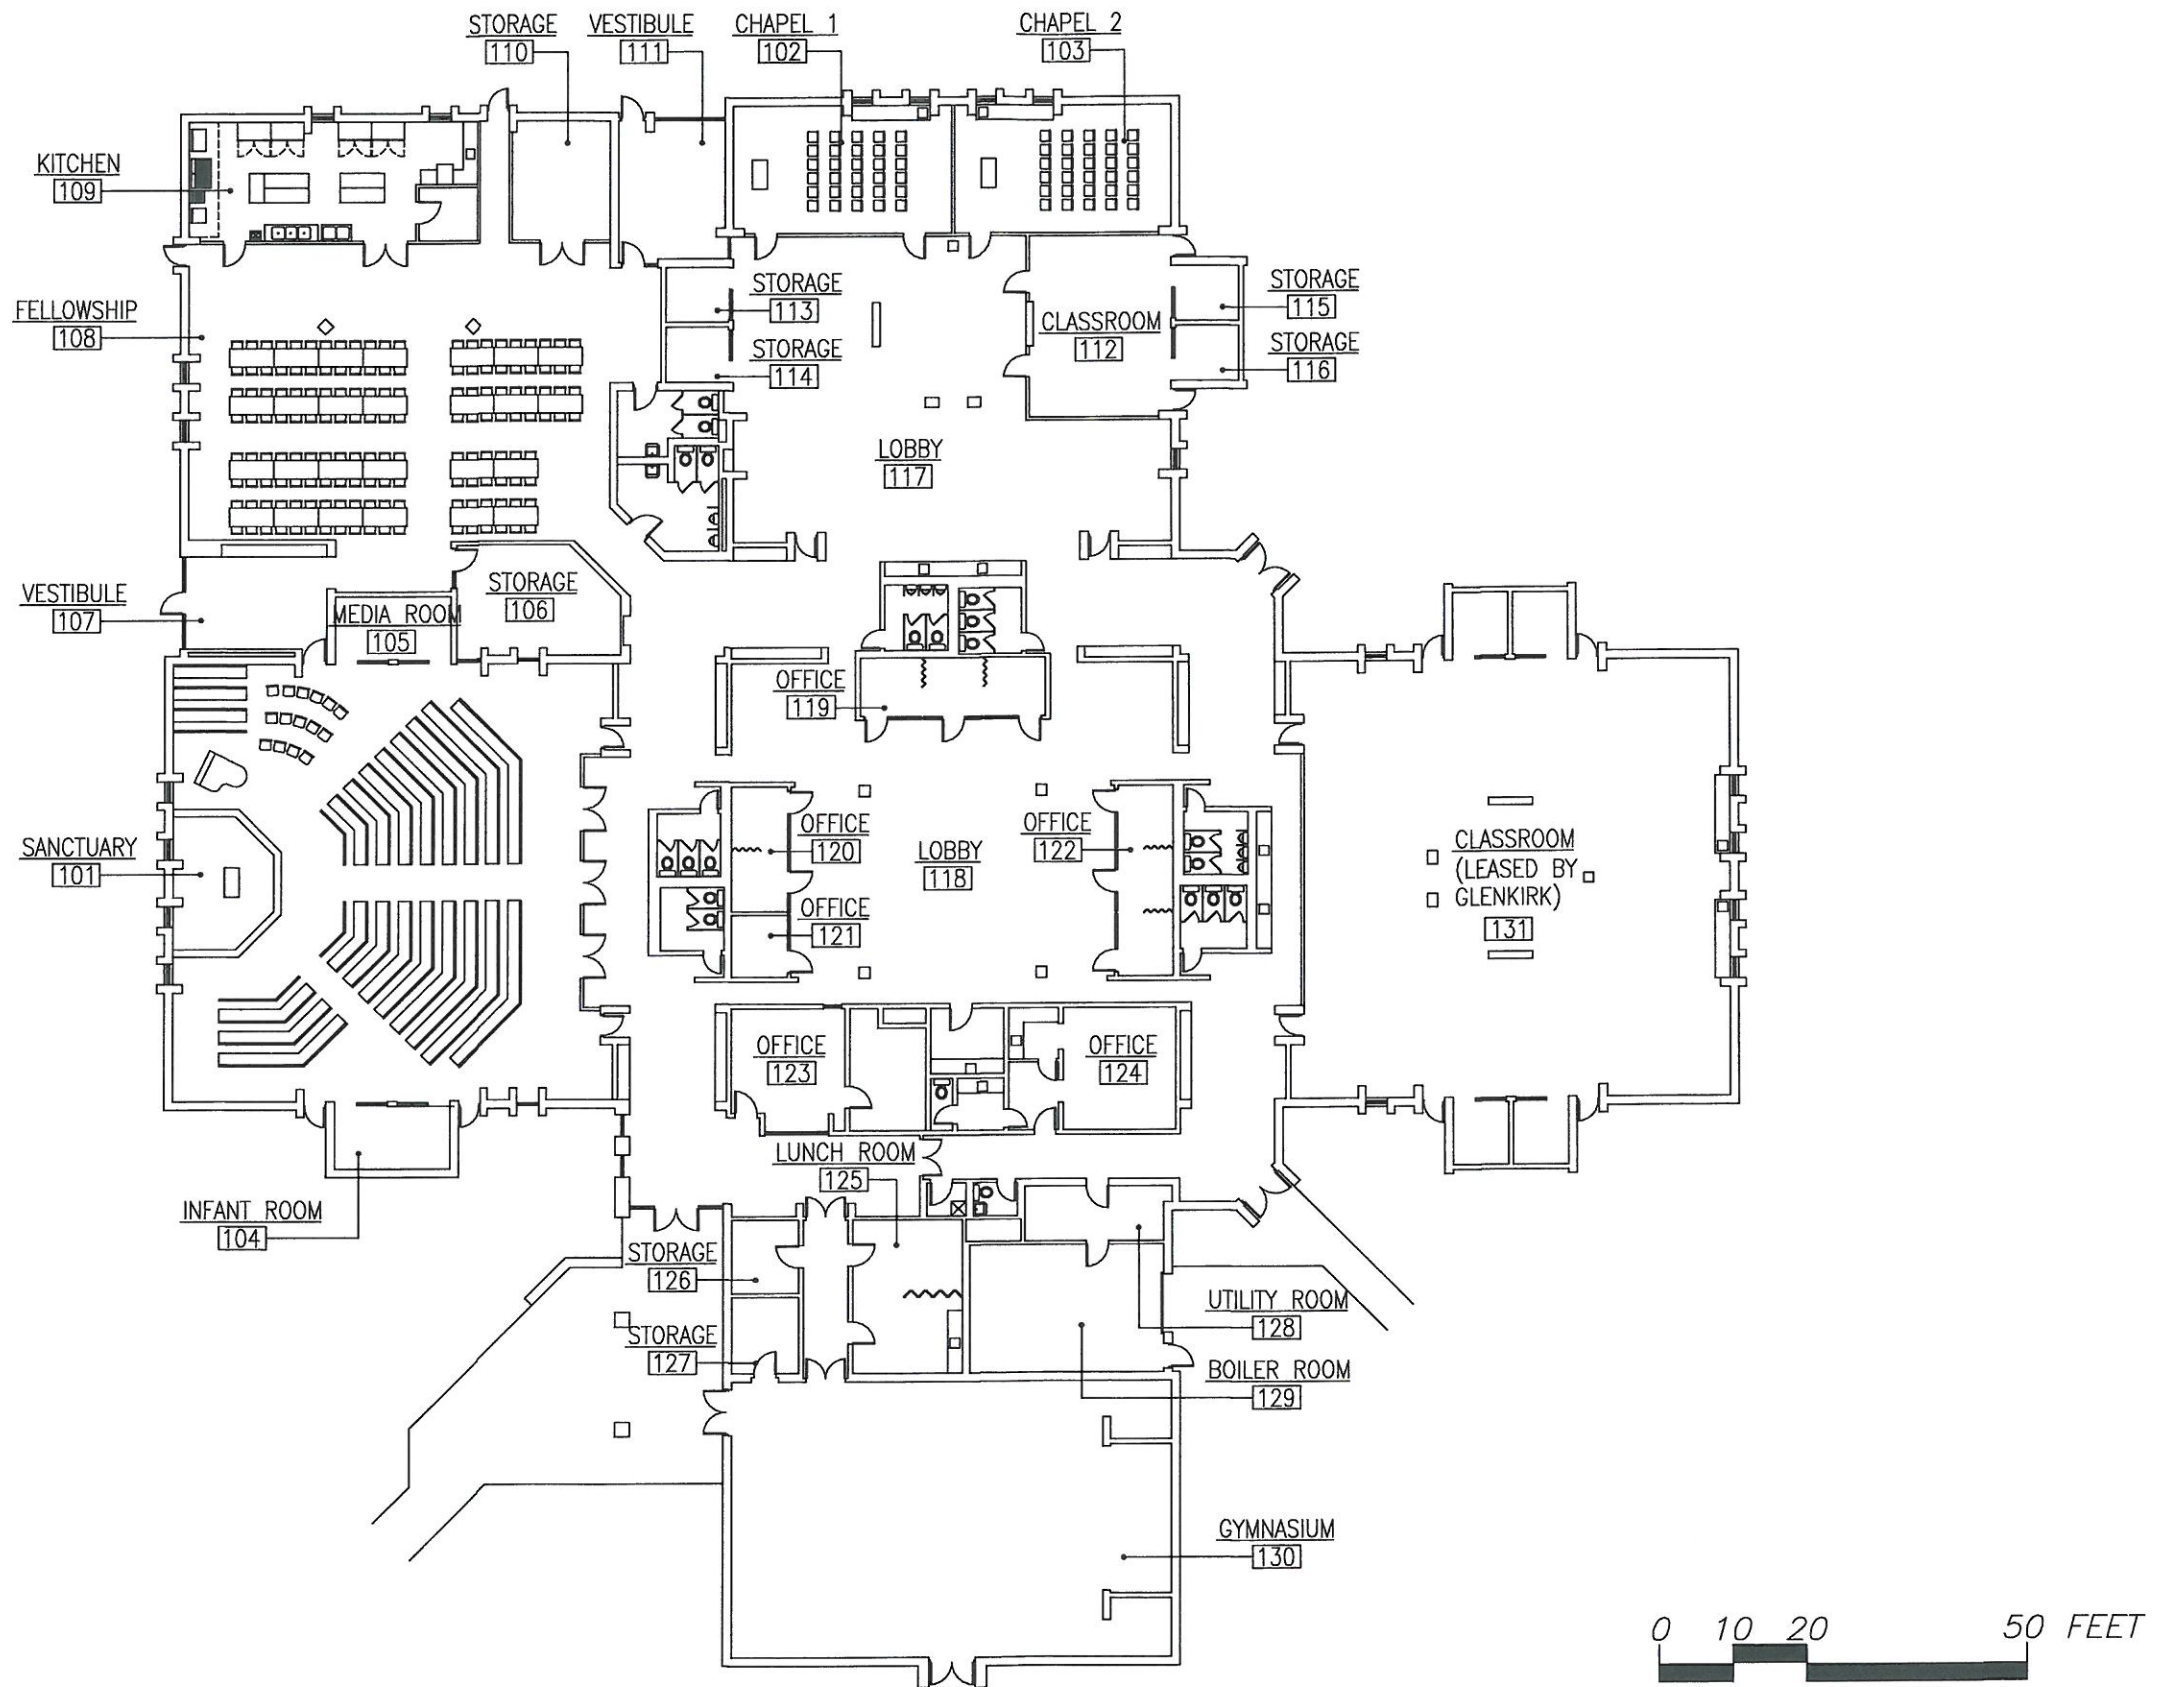 STORAGE
110
VESTIBULE
111
CHAPEL 1
102
CHAPEL 2
103
KITCHEN
109
FELLOWSHIP
108
STORAGE
113
STORAGE
114
CLASSROOM
112
STORAGE
115
STORAGE
116
LOBBY
117
VESTIBULE
107
MEDIA ROOM
105
STORAGE
106
OFFICE
119
SANCTUARY
101
OFFICE
120
OFFICE
121
LOBBY
118
OFFICE
122
CLASSROOM
(LEASED BY
GLENKIRK)
131
OFFICE
123
OFFICE
124
LUNCH ROOM
125
INFANT ROOM
104
STORAGE
126
STORAGE
127
UTILITY ROOM
128
BOILER ROOM
129
GYMNASIUM
130
0 10 20 50 FEET